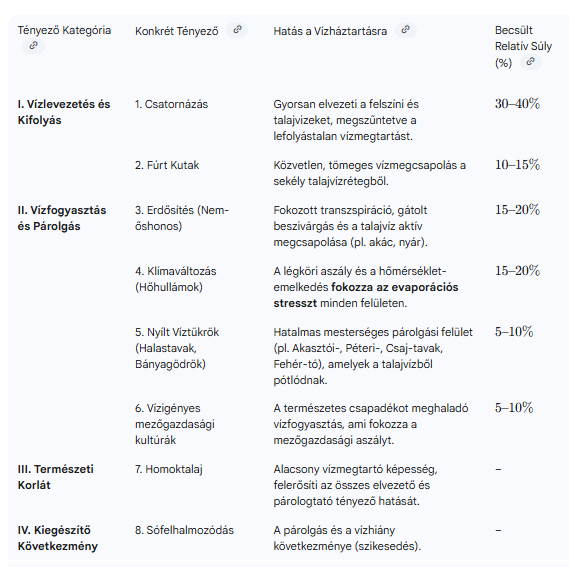 Tényező Kategória
Konkrét Tényező
Hatás a Vízháztartásra
Becsült
Relatív Súly
(%)
I. Vízlevezetés és
Kifolyás
1. Csatornázás
Gyorsan elvezeti a felszíni és
talajvizeket, megszűntetve a
lefolyástalan vízmegtartást.
30–40%
2. Fúrt Kutak
Közvetlen, tömeges vízmegcsapolás a
sekély talajvízrétegből.
10–15%
II. Vízfogyasztás
és Párolgás
3. Erdősítés (Nem-
őshonos)
Fokozott transzspiráció, gátolt
beszivárgás és a talajvíz aktív
megcsapolása (pl. akác, nyár).
15–20%
4. Klímaváltozás
(Hőhullámok)
A légköri aszály és a hőmérséklet-
emelkedés fokozza az evaporációs
stresszt minden felületen.
15–20%
5. Nyílt Víztükrök
(Halastavak,
Bányagödrök)
Hatalmas mesterséges párolgási felület
(pl. Akasztói-, Péteri-, Csaj-tavak,
Fehér-tó), amelyek a talajvízből
pótlódnak.
5–10%
6. Vízigényes
mezőgazdasági
kultúrák
A természetes csapadékot meghaladó
vízfogyasztás, ami fokozza a
mezőgazdasági aszályt.
5–10%
III. Természeti
Korlát
7. Homoktalaj
Alacsony vízmegtartó képesség,
felerősíti az összes elvezető és
párologtató tényező hatását.
–
IV. Kiegészítő
Következmény
8. Sófelhalmozódás
A párolgás és a vízhiány
következménye (szikesedés).
–